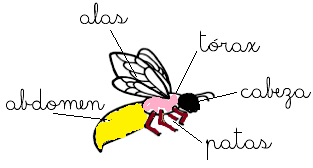 alas
tórax
cabeza
abdomen
patas